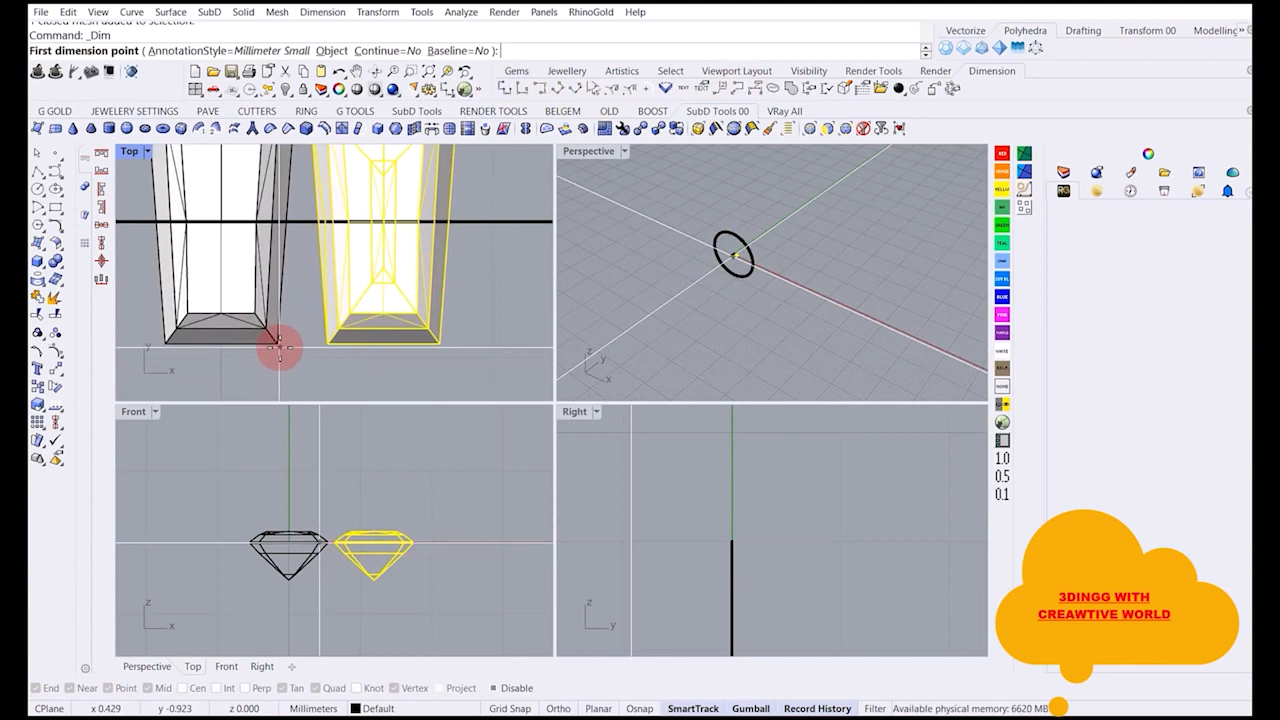 File Edit View Curve Surface SubD Solid Mesh Dimension Transform Tools Analyze Render Panels RhinoGold Help
Command: _Dim
First dimension point ( AnnotationStyle=Millimeter Small Object Continue=No Baseline=No ):
Vectorize Polyhedra Drafting Transform 00 Modelling
Gems Jewellery Artistics Select Viewport Layout Visibility Render Tools Render Dimension
G GOLD JEWELERY SETTINGS PAVE CUTTERS RING G TOOLS SubD Tools RENDER TOOLS BELGEM OLD BOOST SubD Tools 00 VRay All
Top
Perspective
RED
TEAL
BLUE
RG
y
x
z
y
x
Front
Right
1.0
0.5
0.1
z
x
z
y
3DINGG WITH
CREAWTIVE WORLD
Perspective Top Front Right
End Near Point Mid Cen Int Perp Tan Quad Knot Vertex Project Disable
CPlane x 0.429 y -0.923 z 0.000 Millimeters Default Grid Snap Ortho Planar Osnap SmartTrack Gumball Record History Filter Available physical memory: 6620 MB